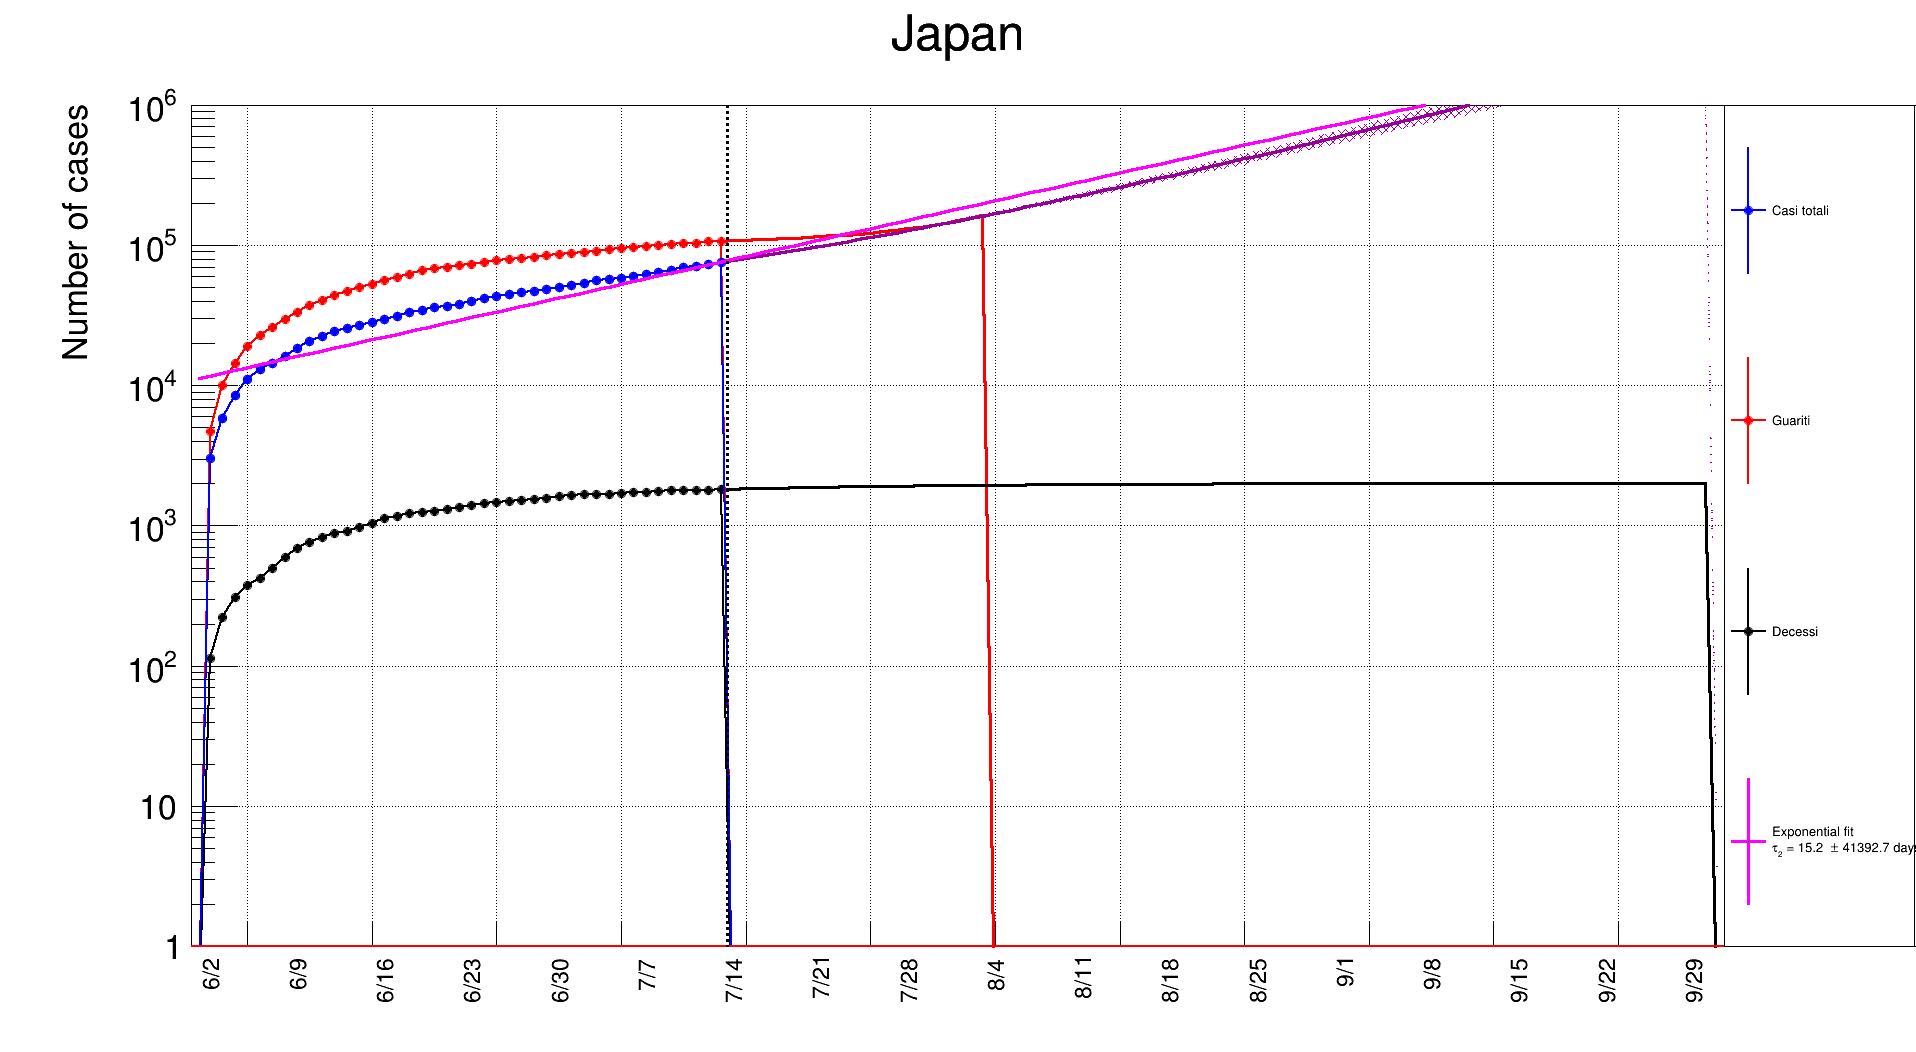 Japan
Number of cases
10^6
10^5
10^4
10^3
10^2
10
1
6/2 6/9 6/16 6/23 6/30 7/7 7/14 7/21 7/28 8/4 8/11 8/18 8/25 9/1 9/8 9/15 9/22 9/29
Casi totali
Guariti
Decessi
Exponential fit
τ₂ = 15.2 ± 41392.7 days